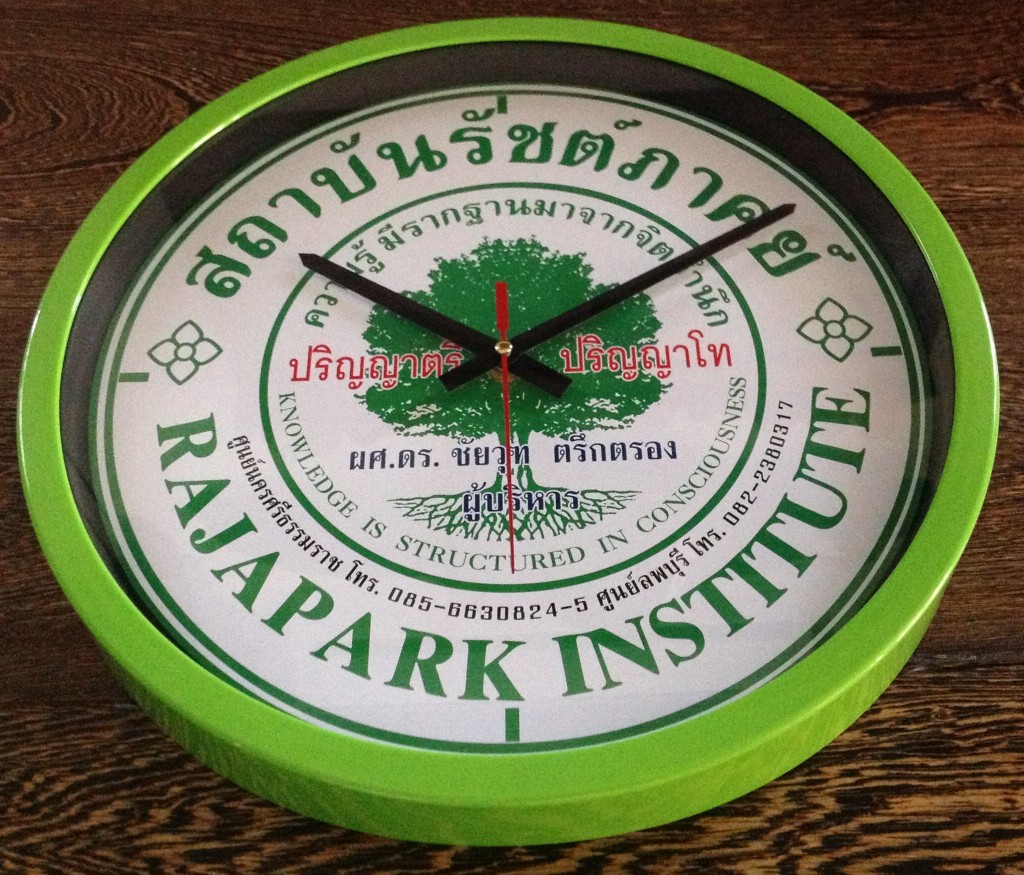 สถาบันรัชต์ภาคย์
ความรู้ มีรากฐานมาจากจิตสำนึก
ปริญญาตรี ปริญญาโท
ผศ.ดร. ชัยวุฑ ตรึกตรอง
ผู้บริหาร
KNOWLEDGE IS STRUCTURED IN CONSCIOUSNESS
ศูนย์นครศรีธรรมราช โทร. 085-6630824-5 ศูนย์ลพบุรี โทร. 082-2380317
RAJAPARK INSTITUTE